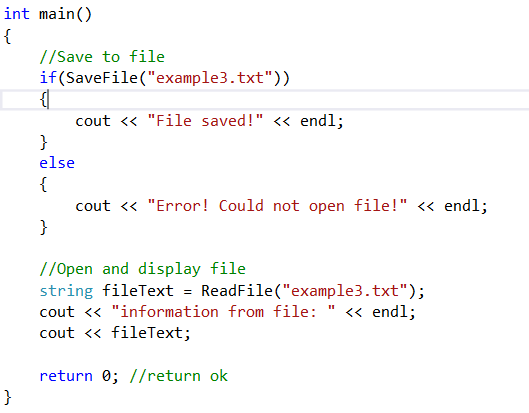 int main()
{
    //Save to file
    if(SaveFile("example3.txt"))
    {
        cout << "File saved!" << endl;
    }
    else
    {
        cout << "Error! Could not open file!" << endl;
    }

    //Open and display file
    string fileText = ReadFile("example3.txt");
    cout << "information from file: " << endl;
    cout << fileText;

    return 0; //return ok
}